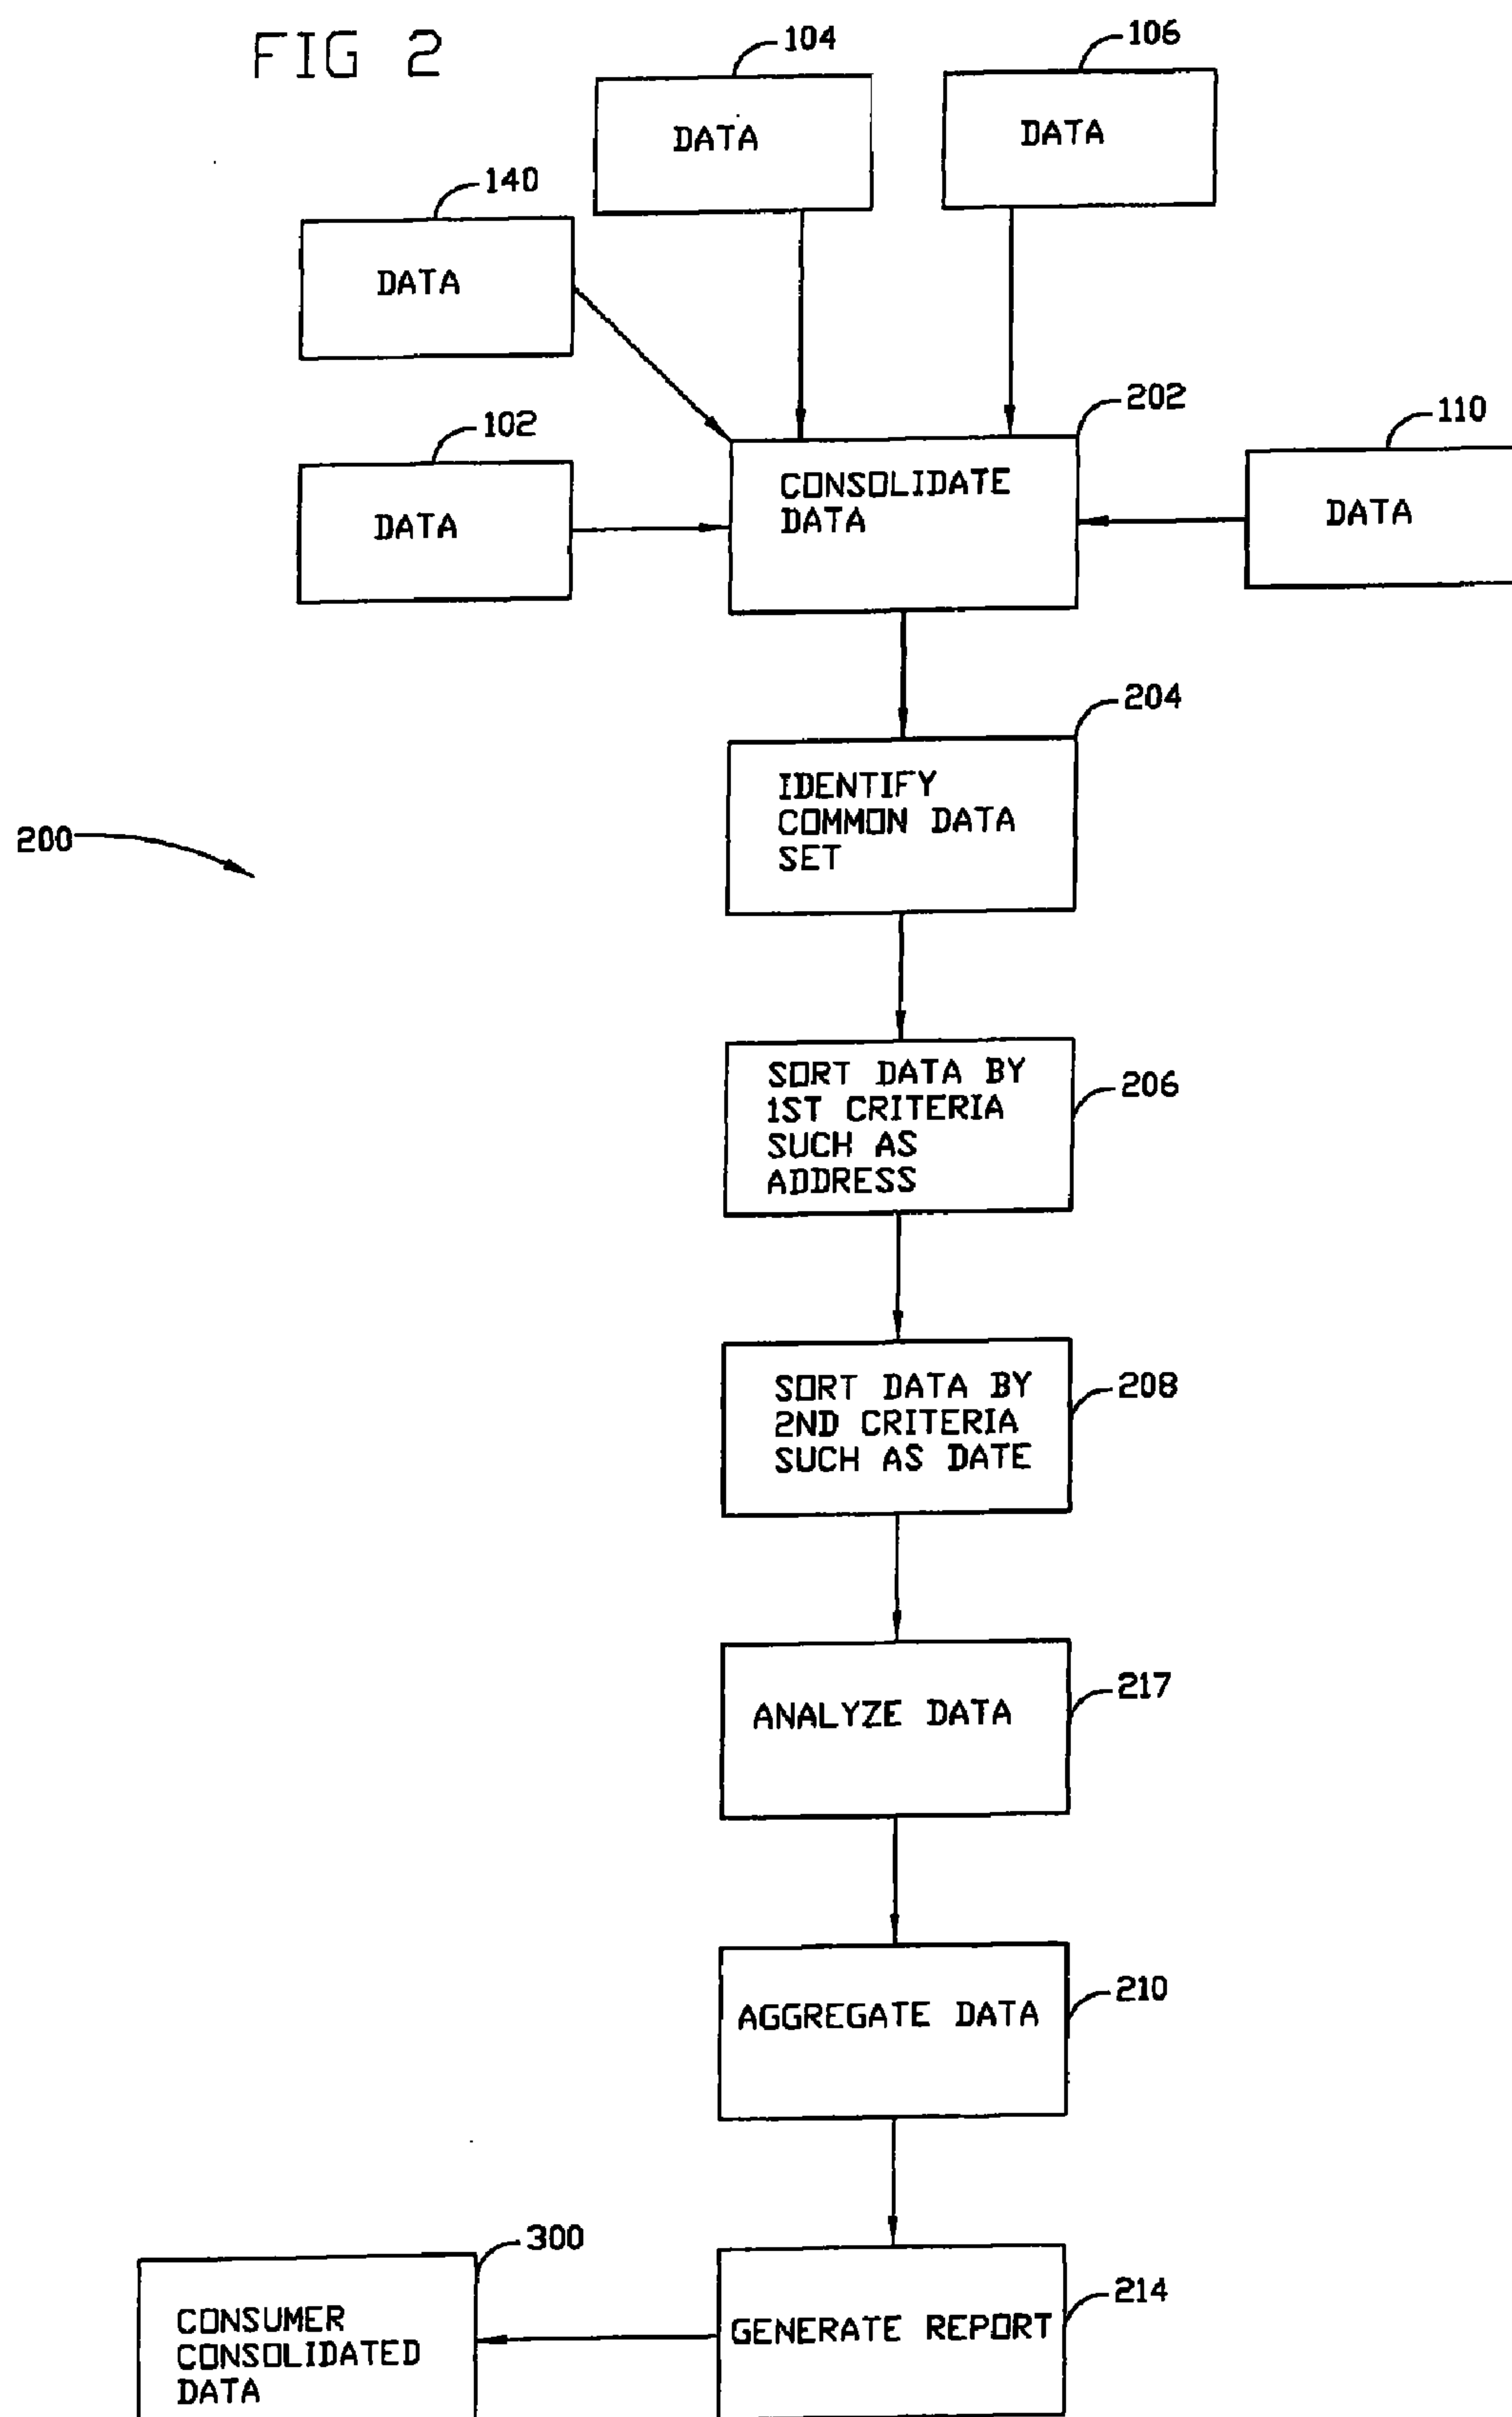 FIG 2
104
106
DATA
DATA
140
DATA
202
110
102
CONSOLIDATE
DATA
DATA
DATA
204
IDENTIFY
COMMON DATA
SET
200
SORT DATA BY
1ST CRITERIA
SUCH AS
ADDRESS
206
SORT DATA BY
2ND CRITERIA
SUCH AS DATE
208
ANALYZE DATA
217
AGGREGATE DATA
210
300
CONSUMER
CONSOLIDATED
DATA
GENERATE REPORT
214